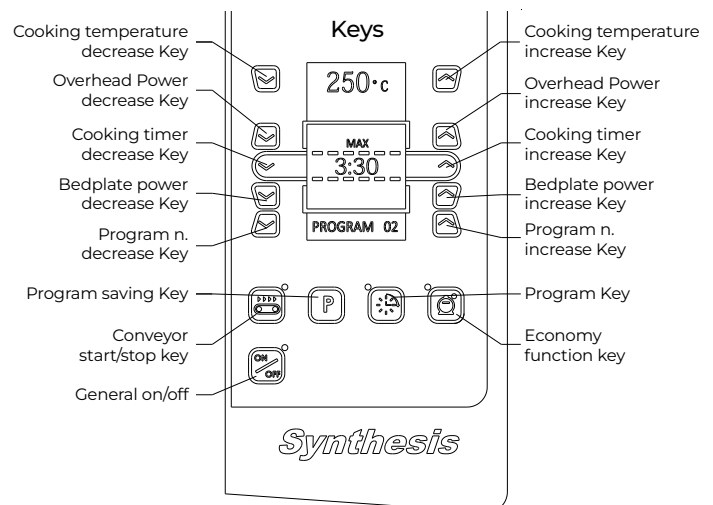 Keys
Cooking temperature
decrease Key
Overhead Power
decrease Key
Cooking timer
decrease Key
Bedplate power
decrease Key
Program n.
decrease Key
Program saving Key
Conveyor
start/stop key
General on/off
250°C
MAX
3:30
PROGRAM 02
P
ON
OFF
Cooking temperature
increase Key
Overhead Power
increase Key
Cooking timer
increase Key
Bedplate power
increase Key
Program n.
increase Key
Program Key
Economy
function key
Synthesis